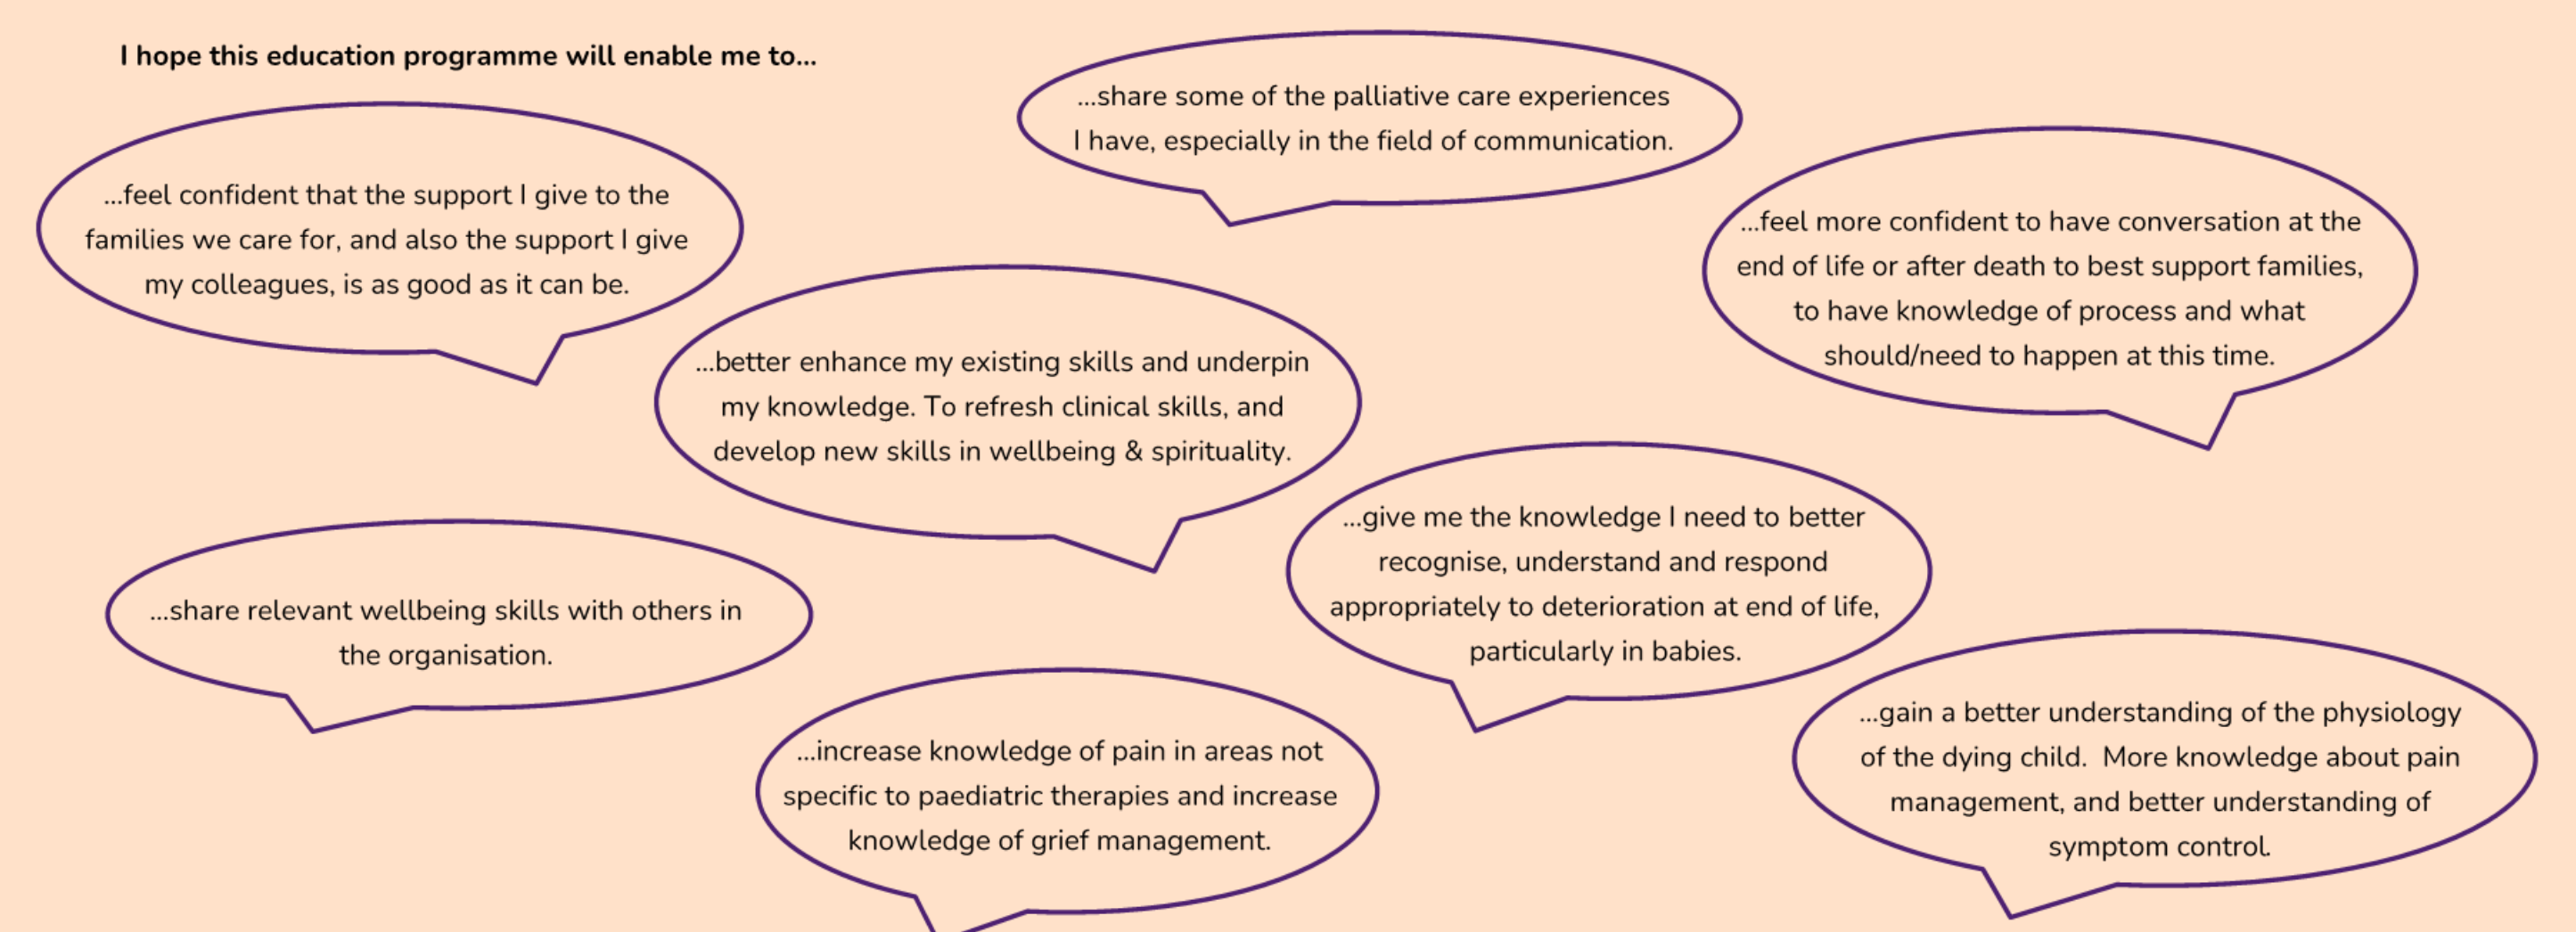 I hope this education programme will enable me to...
...share some of the palliative care experiences
I have, especially in the field of communication.
...feel confident that the support I give to the
families we care for, and also the support I give
my colleagues, is as good as it can be.
...feel more confident to have conversation at the
end of life or after death to best support families,
to have knowledge of process and what
should/need to happen at this time.
...better enhance my existing skills and underpin
my knowledge. To refresh clinical skills, and
develop new skills in wellbeing & spirituality.
...give me the knowledge I need to better
recognise, understand and respond
appropriately to deterioration at end of life,
particularly in babies.
...share relevant wellbeing skills with others in
the organisation.
...increase knowledge of pain in areas not
specific to paediatric therapies and increase
knowledge of grief management.
...gain a better understanding of the physiology
of the dying child.  More knowledge about pain
management, and better understanding of
symptom control.